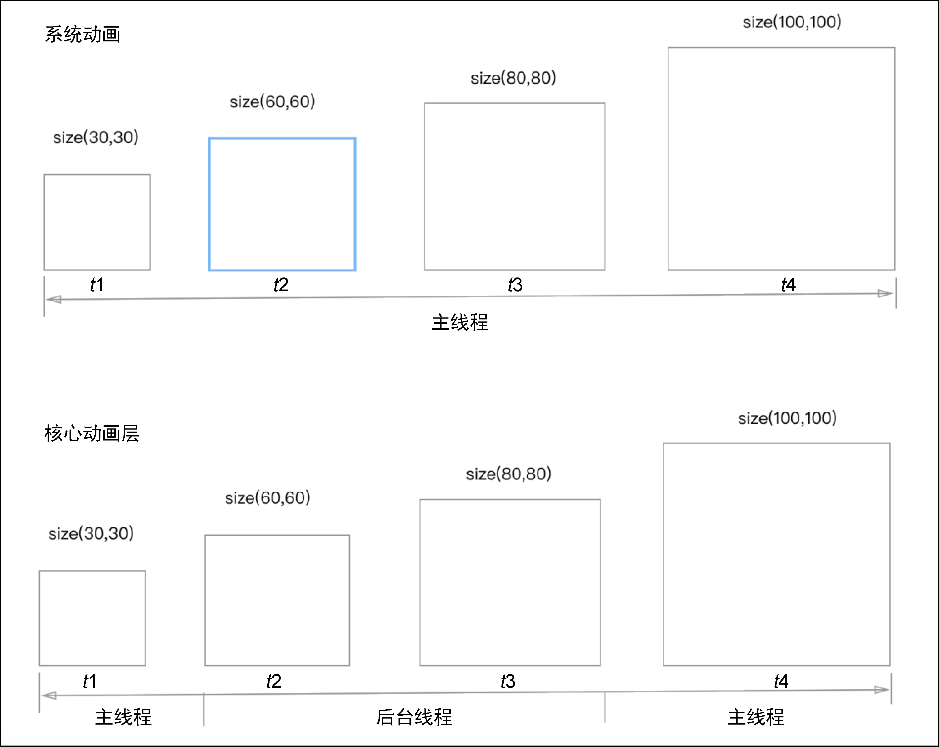 系统动画
size(30,30)
size(60,60)
size(80,80)
size(100,100)
t1
t2
t3
t4
主线程
核心动画层
size(30,30)
size(60,60)
size(80,80)
size(100,100)
t1
t2
t3
t4
主线程
后台线程
主线程